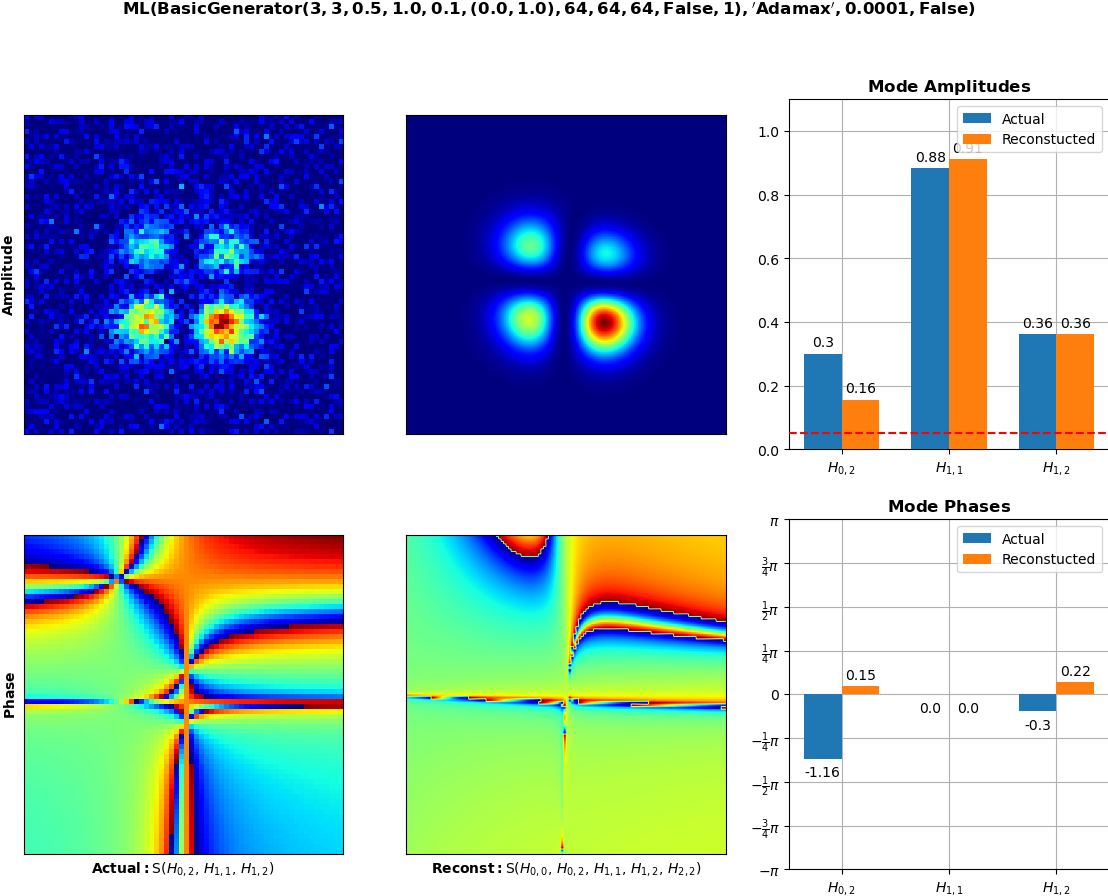 ML(BasicGenerator(3, 3, 0.5, 1.0, 0.1, (0.0, 1.0), 64, 64, 64, False, 1), ′Adamax′, 0.0001, False)
Mode Amplitudes
Actual
Reconstucted
Amplitude
1.0
0.8
0.6
0.4
0.2
0.0
0.3
0.16
0.88
0.91
0.36
0.36
H0, 2
H1, 1
H1, 2
Mode Phases
Actual
Reconstucted
Phase
π
3/4π
1/2π
1/4π
0
−1/4π
−1/2π
−3/4π
−π
-1.16
0.15
0.0
0.0
-0.3
0.22
H0, 2
H1, 1
H1, 2
Actual: S(H0, 2, H1, 1, H1, 2)
Reconst: S(H0, 0, H0, 2, H1, 1, H1, 2, H2, 2)